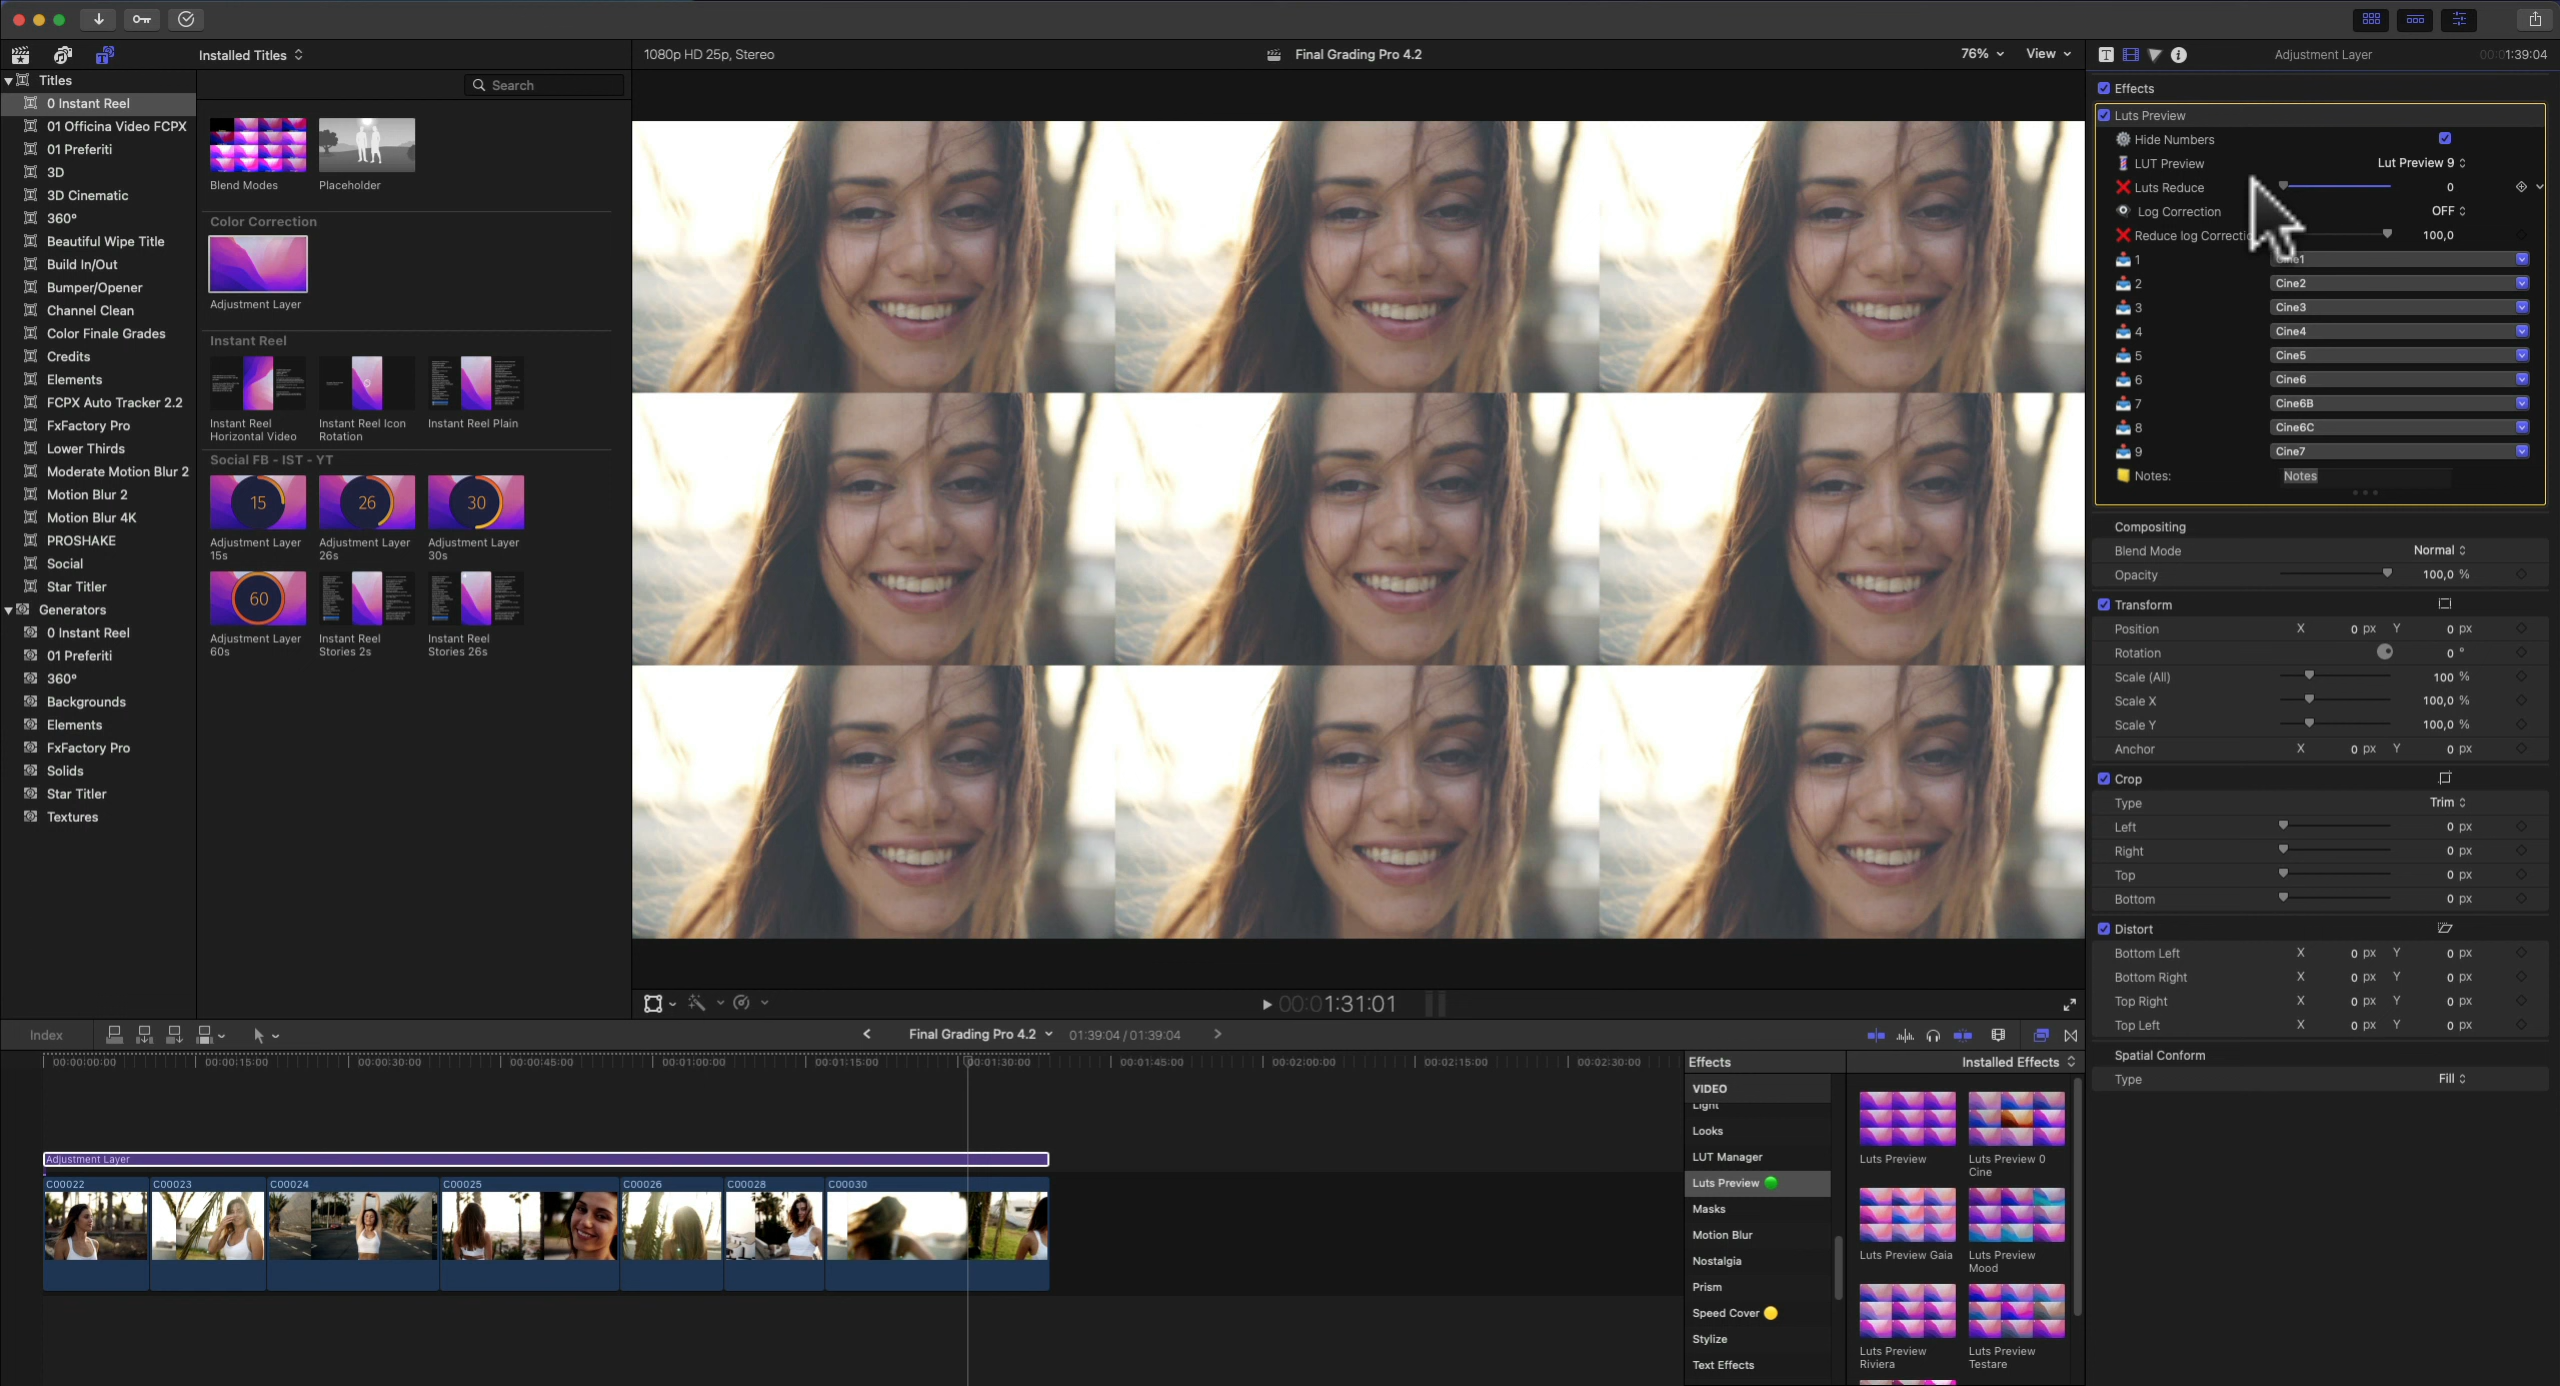 Installed Titles
1080p HD 25p, Stereo
Final Grading Pro 4.2
76%
View
Adjustment Layer
00:01:39:04
Titles
Search
0 Instant Reel
01 Officina Video FCPX
01 Preferiti
3D
3D Cinematic
360°
Beautiful Wipe Title
Build In/Out
Bumper/Opener
Channel Clean
Color Finale Grades
Credits
Elements
FCPX Auto Tracker 2.2
FxFactory Pro
Lower Thirds
Moderate Motion Blur 2
Motion Blur 2
Motion Blur 4K
PROSHAKE
Social
Star Titler
Generators
0 Instant Reel
01 Preferiti
360°
Backgrounds
Elements
FxFactory Pro
Solids
Star Titler
Textures
Blend Modes
Placeholder
Color Correction
Adjustment Layer
Instant Reel
Instant Reel Horizontal Video
Instant Reel Icon Rotation
Instant Reel Plain
Social FB - IST - YT
15
26
30
Adjustment Layer 15s
Adjustment Layer 26s
Adjustment Layer 30s
60
Adjustment Layer 60s
Instant Reel Stories 2s
Instant Reel Stories 26s
00:01:31:01
Effects
Luts Preview
Hide Numbers
LUT Preview Lut Preview 9
Luts Reduce 0
Log Correction OFF
Reduce log Correctio 100,0
1
2 Cine2
3 Cine3
4 Cine4
5 Cine5
6 Cine6
7 Cine6B
8 Cine6C
9 Cine7
Notes: Notes
Compositing
Blend Mode Normal
Opacity 100,0 %
Transform
Position X 0 px Y 0 px
Rotation 0 °
Scale (All) 100 %
Scale X 100,0 %
Scale Y 100,0 %
Anchor X 0 px Y 0 px
Crop
Type Trim
Left 0 px
Right 0 px
Top 0 px
Bottom 0 px
Distort
Bottom Left X 0 px Y 0 px
Bottom Right X 0 px Y 0 px
Top Right X 0 px Y 0 px
Top Left X 0 px Y 0 px
Spatial Conform
Type Fill
Index
Final Grading Pro 4.2
01:39:04 / 01:39:04
00:00:00:00
00:00:15:00
00:00:30:00
00:00:45:00
00:01:00:00
00:01:15:00
00:01:30:00
00:01:45:00
00:02:00:00
00:02:15:00
00:02:30:00
Adjustment Layer
C00022
C00023
C00024
C00025
C00026
C00028
C00030
Effects
Installed Effects
VIDEO
Light
Looks
LUT Manager
Luts Preview
Masks
Motion Blur
Nostalgia
Prism
Speed Cover
Stylize
Text Effects
Luts Preview
Luts Preview 0 Cine
Luts Preview Gaia
Luts Preview Mood
Luts Preview Riviera
Luts Preview Testare